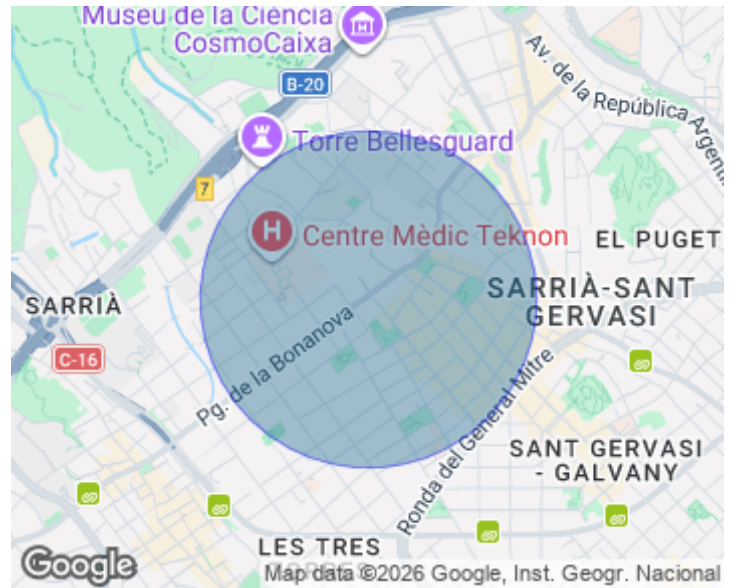 Museu de la Ciència
CosmoCaixa
B-20
Av. de la República Argen
Torre Bellesguard
7
Centre Mèdic Teknon
EL PUGET
SARRIÀ
SARRIÀ-SANT
GERVASI
C-16
Pg. de la Bonanova
Ronda del General Mitre
SANT GERVASI
- GALVANY
LES TRES
Google
Map data ©2026 Google, Inst. Geogr. Nacional